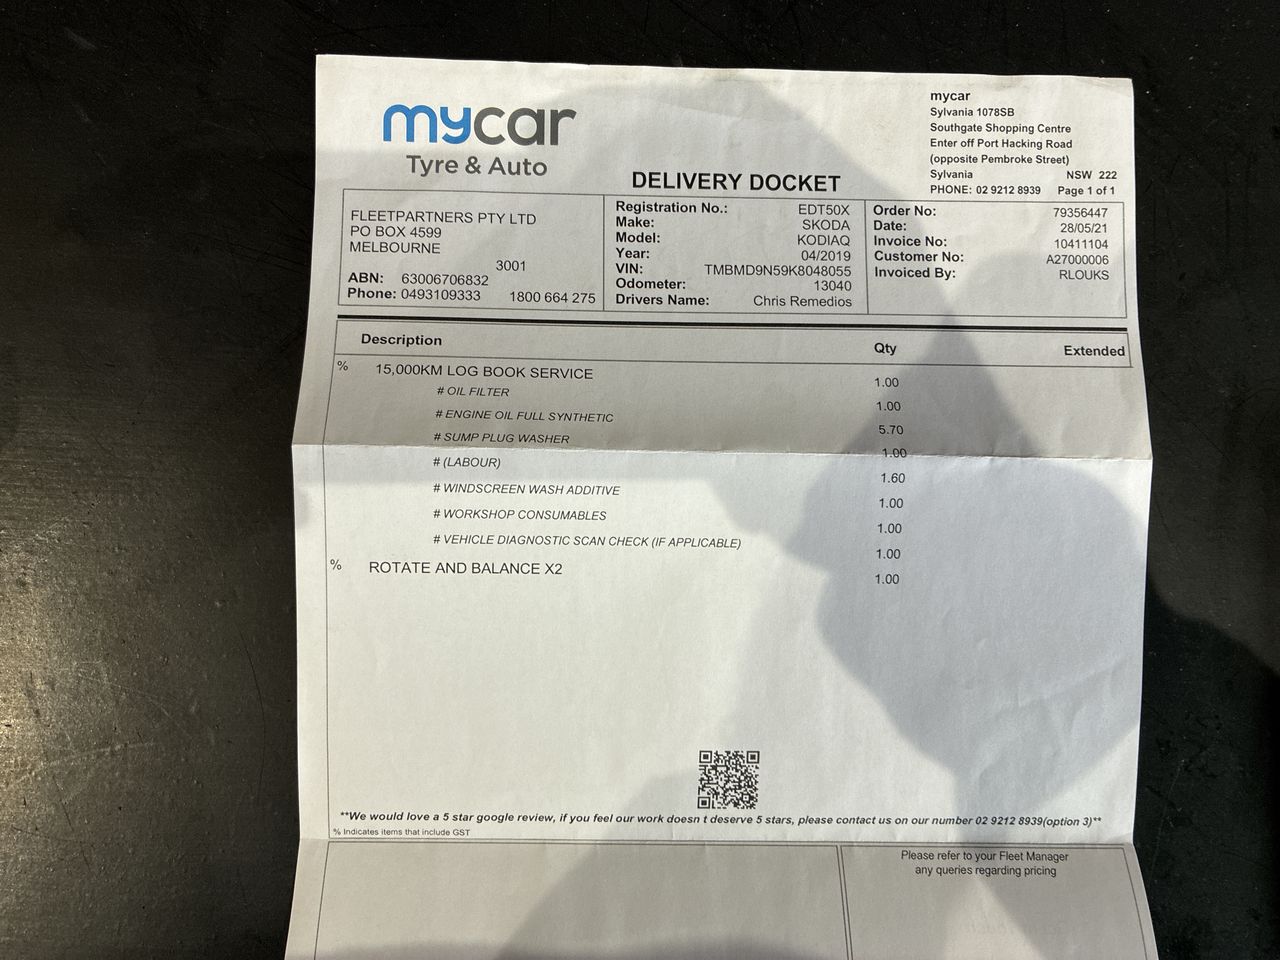 mycar
Tyre & Auto
DELIVERY DOCKET
mycar
Sylvania 1078SB
Southgate Shopping Centre
Enter off Port Hacking Road
(opposite Pembroke Street)
Sylvania NSW 222
PHONE: 02 9212 8939 Page 1 of 1
FLEETPARTNERS PTY LTD
PO BOX 4599
MELBOURNE
3001
ABN: 63006706832
Phone: 0493109333 1800 664 275
Registration No.: EDT50X
Make: SKODA
Model: KODIAQ
Year: 04/2019
VIN: TMBMD9N59K8048055
Odometer: 13040
Drivers Name: Chris Remedios
Order No: 79356447
Date: 28/05/21
Invoice No: 10411104
Customer No: A27000006
Invoiced By: RLOUKS
Description Qty Extended
% 15,000KM LOG BOOK SERVICE 1.00
# OIL FILTER 1.00
# ENGINE OIL FULL SYNTHETIC 5.70
# SUMP PLUG WASHER 1.00
# (LABOUR) 1.60
# WINDSCREEN WASH ADDITIVE 1.00
# WORKSHOP CONSUMABLES 1.00
# VEHICLE DIAGNOSTIC SCAN CHECK (IF APPLICABLE) 1.00
% ROTATE AND BALANCE X2 1.00
**We would love a 5 star google review, if you feel our work doesn t deserve 5 stars, please contact us on our number 02 9212 8939(option 3)**
% Indicates items that include GST
Please refer to your Fleet Manager
any queries regarding pricing